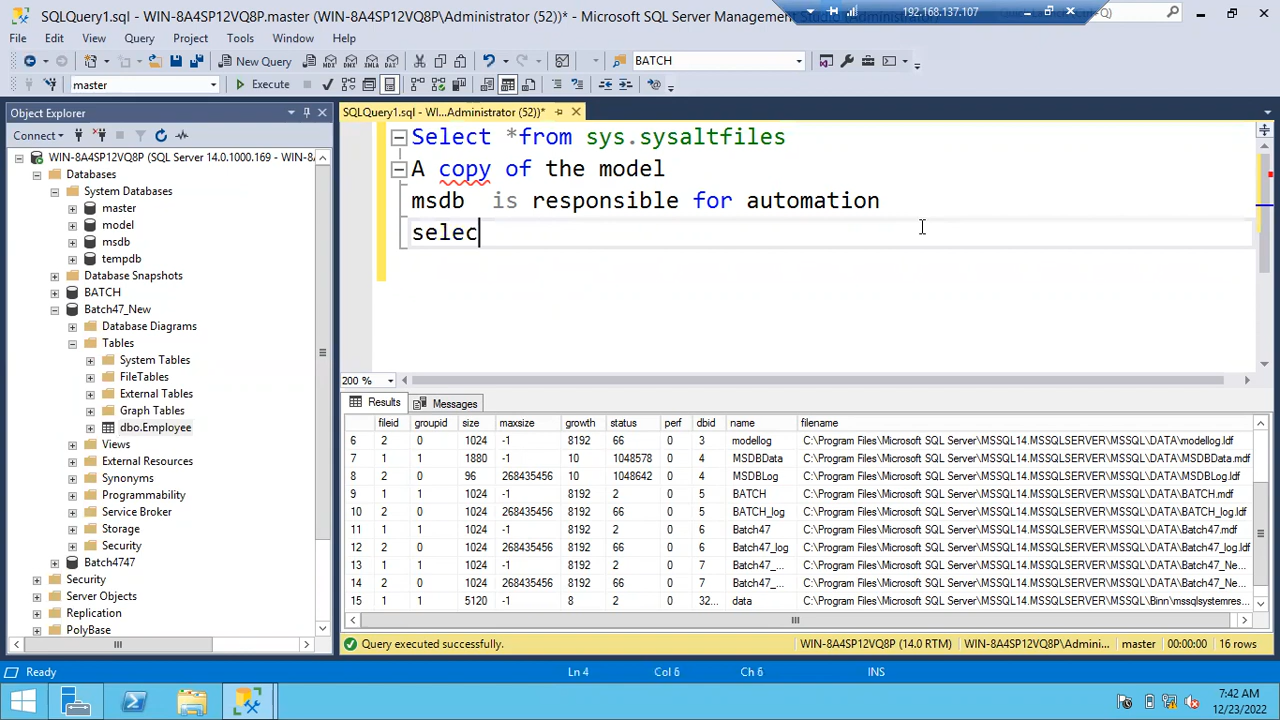 SQLQuery1.sql - WIN-8A4SP12VQ8P.master (WIN-8A4SP12VQ8P\Administrator (52))* - Microsoft SQL Server Management Studio
192.168.137.107
File Edit View Query Project Tools Window Help
New Query
BATCH
master
Execute
Object Explorer
SQLQuery1.sql - WI...Administrator (52))*
Connect
WIN-8A4SP12VQ8P (SQL Server 14.0.1000.169 - WIN-8
Databases
System Databases
master
model
msdb
tempdb
Database Snapshots
BATCH
Batch47_New
Database Diagrams
Tables
System Tables
FileTables
External Tables
Graph Tables
dbo.Employee
Views
External Resources
Synonyms
Programmability
Service Broker
Storage
Security
Batch4747
Security
Server Objects
Replication
PolyBase
Select *from sys.sysaltfiles
A copy of the model
msdb  is responsible for automation
selec
200 %
Results Messages
fileid groupid size maxsize growth status perf dbid name filename
6 2 0 1024 -1 8192 66 0 3 modellog C:\Program Files\Microsoft SQL Server\MSSQL14.MSSQLSERVER\MSSQL\DATA\modellog.ldf
7 1 1 1880 -1 10 1048578 0 4 MSDBData C:\Program Files\Microsoft SQL Server\MSSQL14.MSSQLSERVER\MSSQL\DATA\MSDBData.mdf
8 2 0 96 268435456 10 1048642 0 4 MSDBLog C:\Program Files\Microsoft SQL Server\MSSQL14.MSSQLSERVER\MSSQL\DATA\MSDBLog.ldf
9 1 1 1024 -1 8192 2 0 5 BATCH C:\Program Files\Microsoft SQL Server\MSSQL14.MSSQLSERVER\MSSQL\DATA\BATCH.mdf
10 2 0 1024 268435456 8192 66 0 5 BATCH_log C:\Program Files\Microsoft SQL Server\MSSQL14.MSSQLSERVER\MSSQL\DATA\BATCH_log.ldf
11 1 1 1024 -1 8192 2 0 6 Batch47 C:\Program Files\Microsoft SQL Server\MSSQL14.MSSQLSERVER\MSSQL\DATA\Batch47.mdf
12 2 0 1024 268435456 8192 66 0 6 Batch47_log C:\Program Files\Microsoft SQL Server\MSSQL14.MSSQLSERVER\MSSQL\DATA\Batch47_log.ldf
13 1 1 1024 -1 8192 2 0 7 Batch47_... C:\Program Files\Microsoft SQL Server\MSSQL14.MSSQLSERVER\MSSQL\DATA\Batch47_Ne...
14 2 0 1024 268435456 8192 66 0 7 Batch47_... C:\Program Files\Microsoft SQL Server\MSSQL14.MSSQLSERVER\MSSQL\DATA\Batch47_Ne...
15 1 1 5120 -1 8 2 0 32... data C:\Program Files\Microsoft SQL Server\MSSQL14.MSSQLSERVER\MSSQL\Binn\mssqlsystemres...
Query executed successfully. WIN-8A4SP12VQ8P (14.0 RTM) WIN-8A4SP12VQ8P\Admini... master 00:00:00 16 rows
Ready Ln 4 Col 6 Ch 6 INS
7:42 AM
12/23/2022